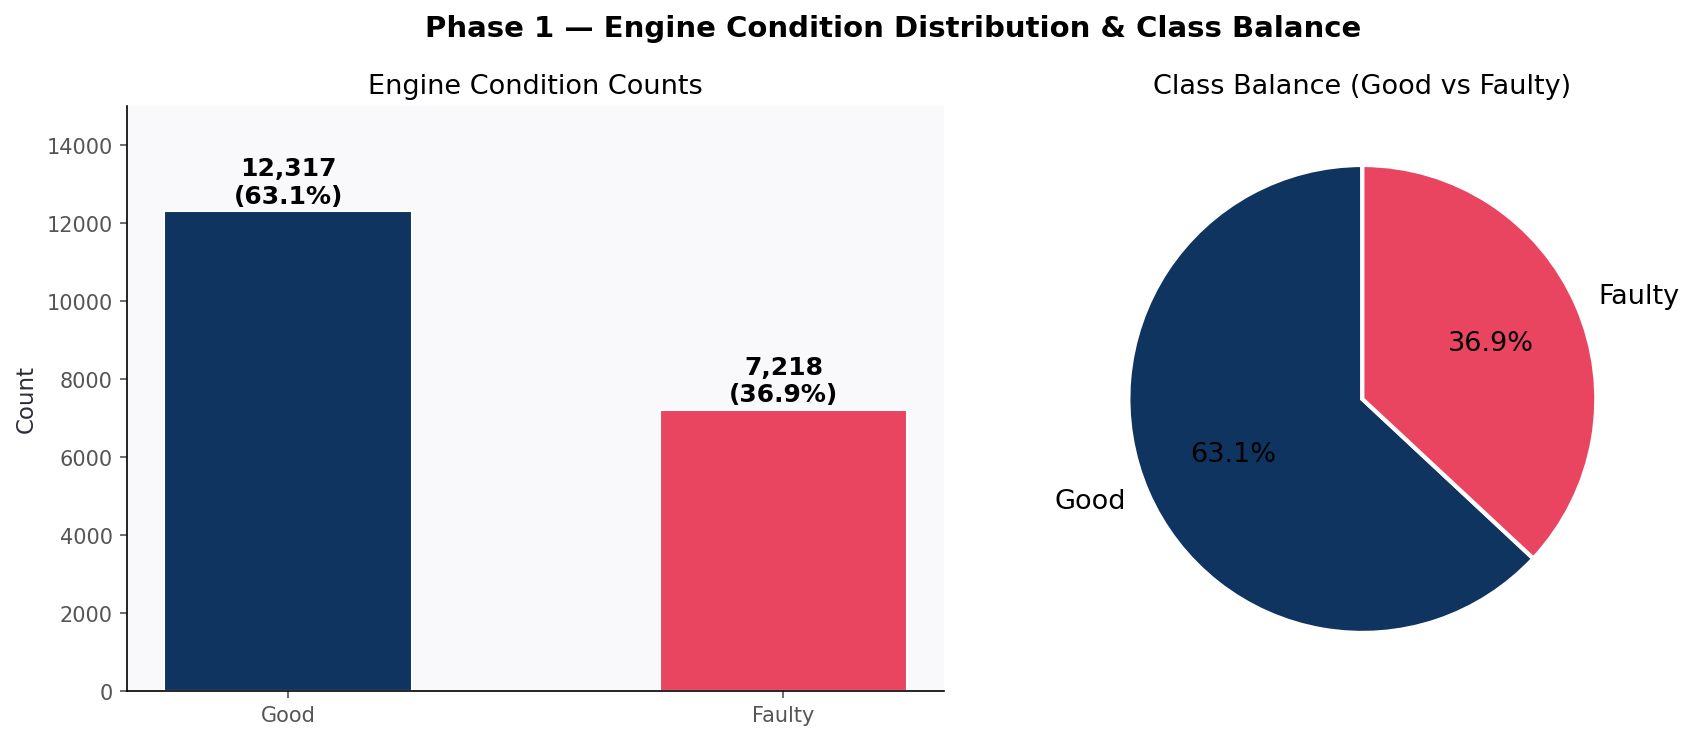 Phase 1 — Engine Condition Distribution & Class Balance
Engine Condition Counts
14000
12000
10000
8000
6000
4000
2000
0
Count
12,317
(63.1%)
7,218
(36.9%)
Good
Faulty
Class Balance (Good vs Faulty)
Faulty
36.9%
63.1%
Good